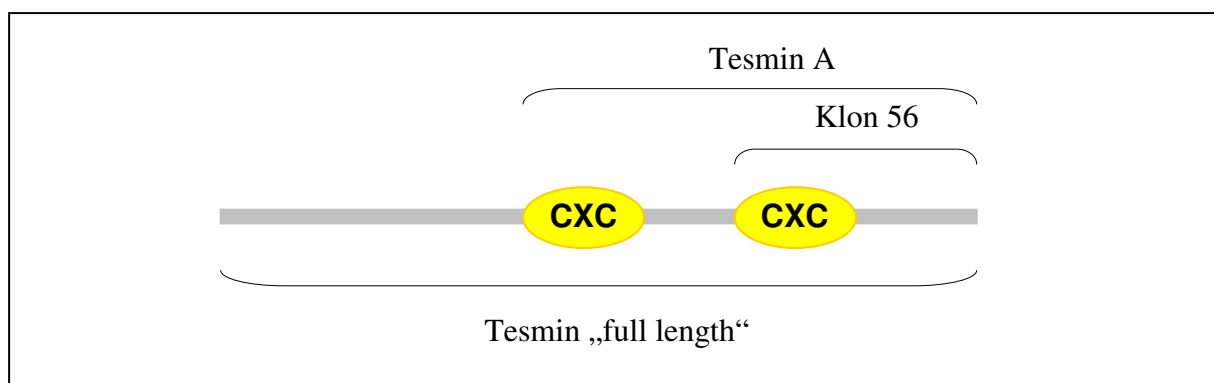 Tesmin A
Klon 56
CXC CXC
Tesmin „full length“